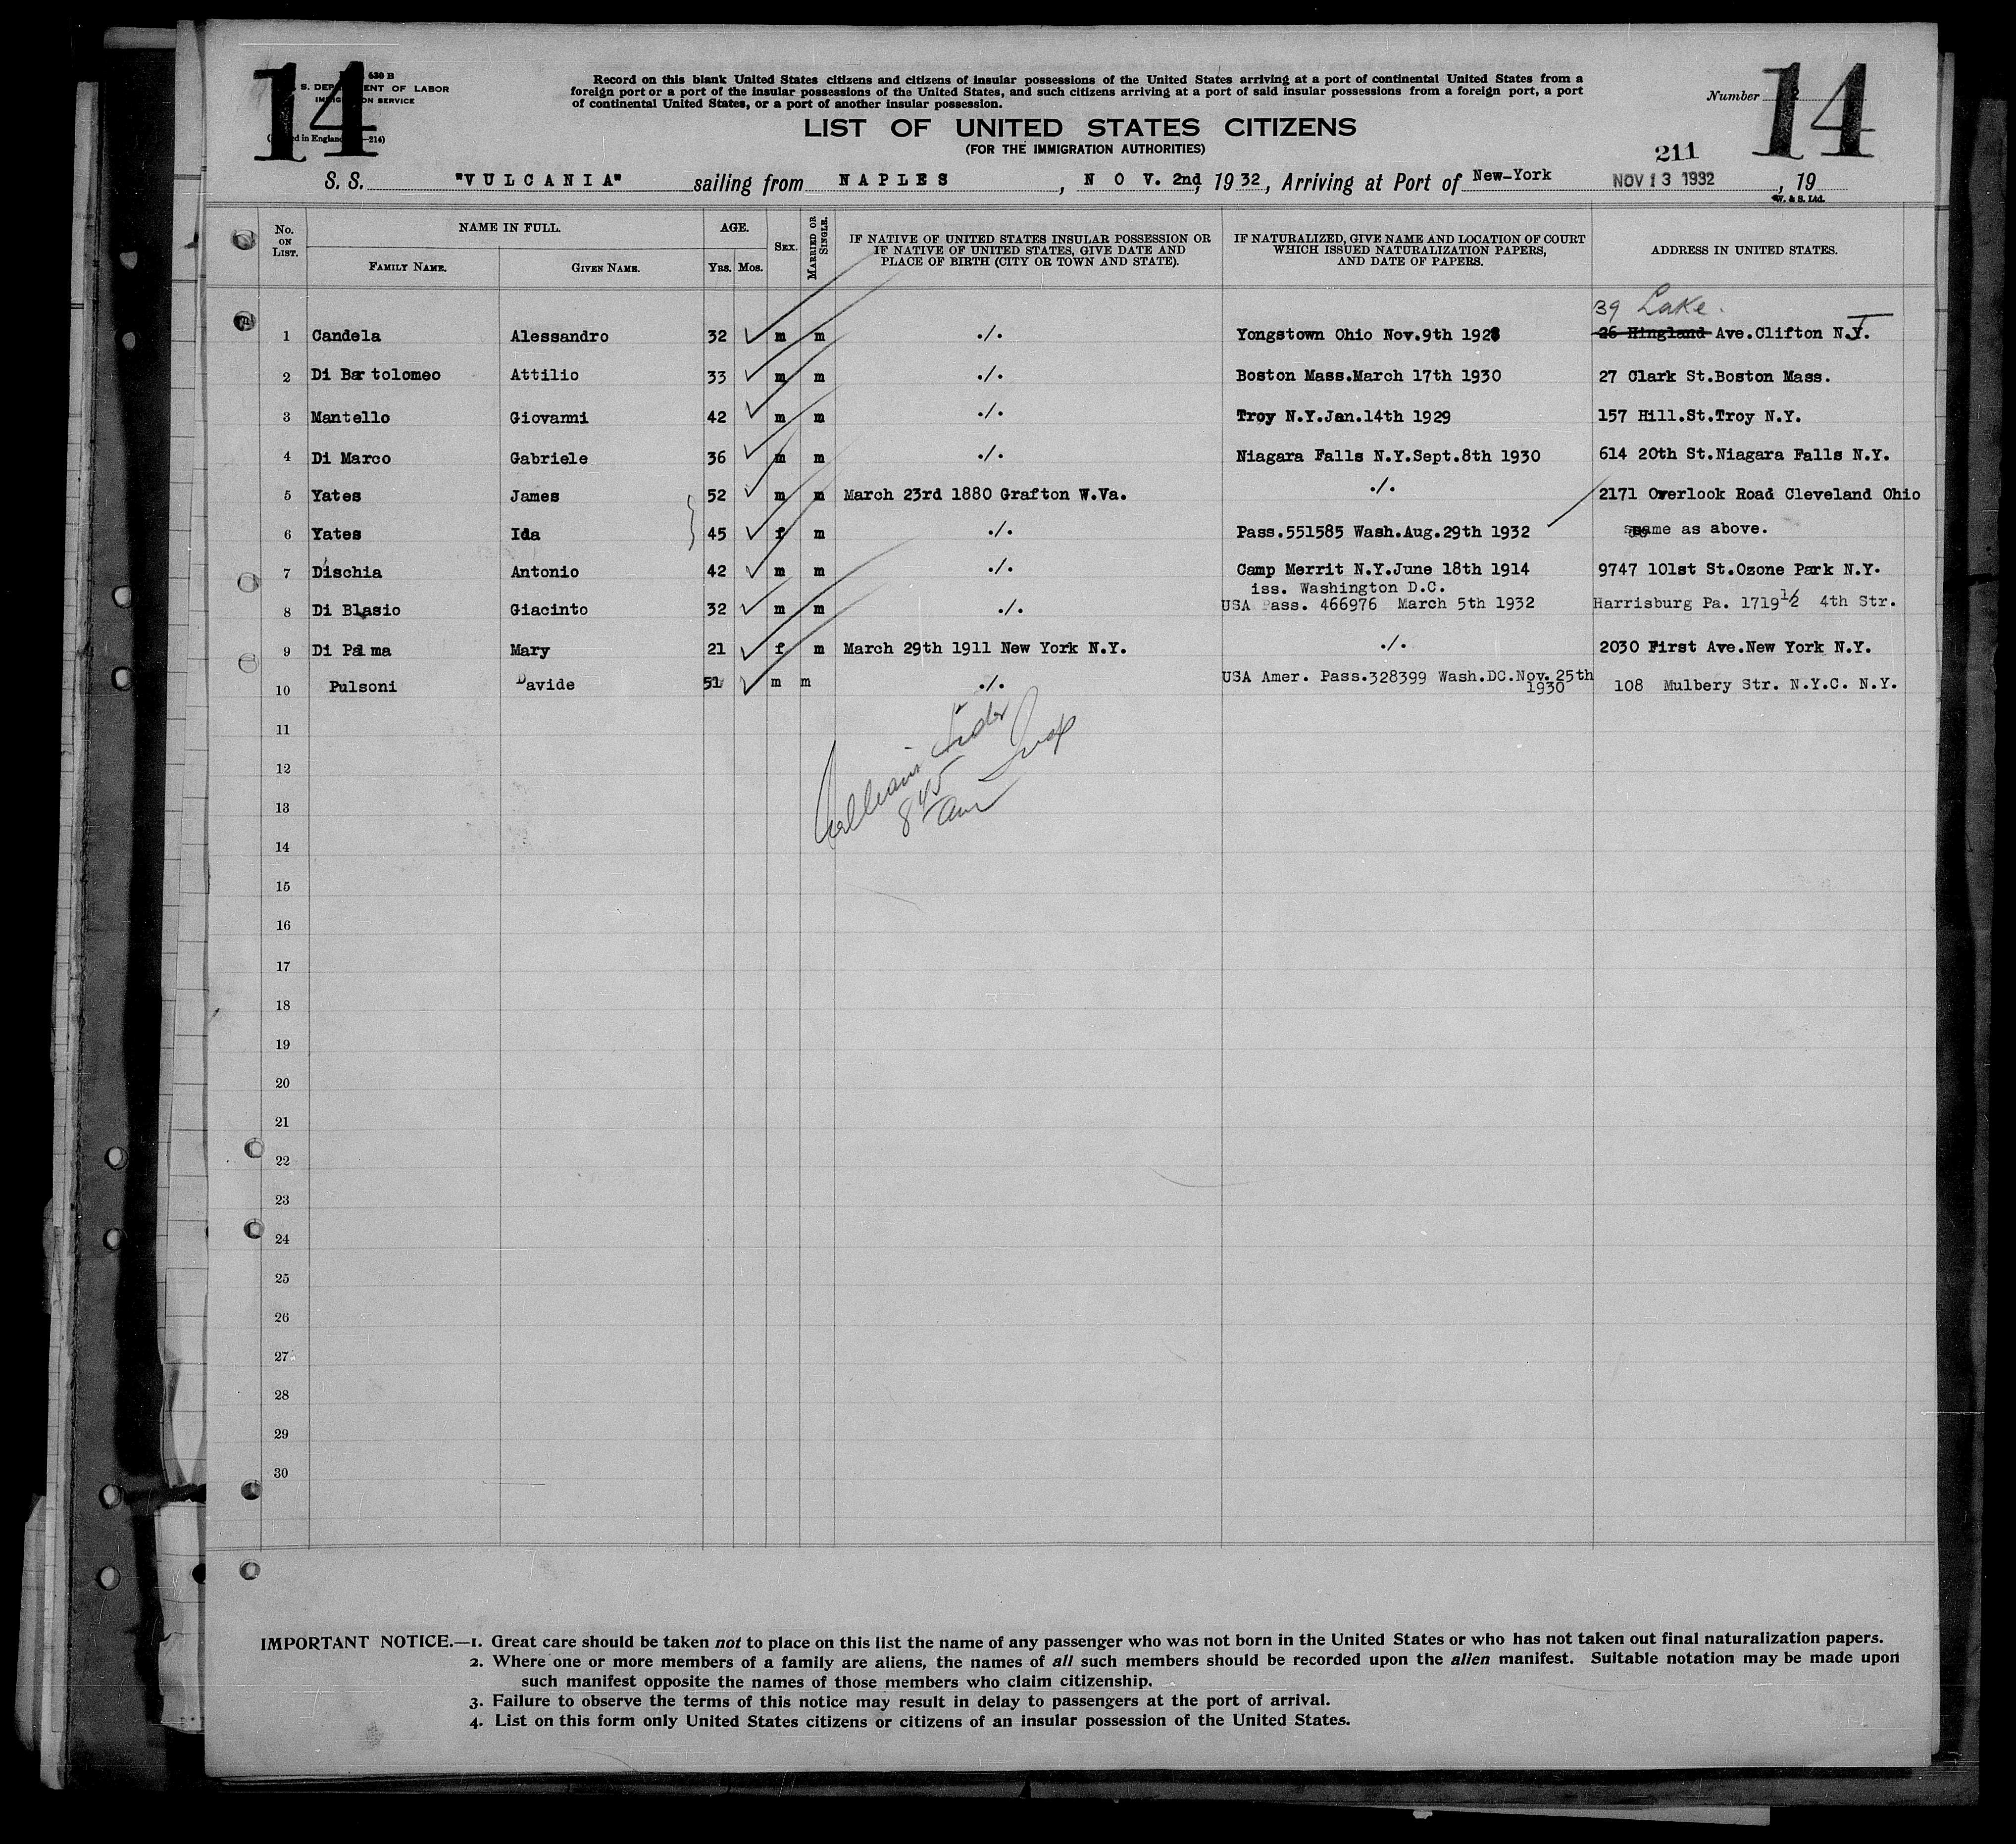 14
630 B
S. DEP ENT OF LABOR
IMMIGRATION SERVICE
d in England —214)
Record on this blank United States citizens and citizens of insular possessions of the United States arriving at a port of continental United States from a
foreign port or a port of the insular possessions of the United States, and such citizens arriving at a port of said insular possessions from a foreign port, a port
of continental United States, or a port of another insular possession.
Number
14
LIST OF UNITED STATES CITIZENS
(FOR THE IMMIGRATION AUTHORITIES)
211
S. S. "VULCANIA" sailing from NAPLES, NOV. 2nd, 1932, Arriving at Port of New-York NOV 13 1932, 19
W. & S. Ltd.
No. ON LIST. NAME IN FULL. AGE. SEX. MARRIED OR SINGLE. IF NATIVE OF UNITED STATES INSULAR POSSESSION OR IF NATIVE OF UNITED STATES, GIVE DATE AND PLACE OF BIRTH (CITY OR TOWN AND STATE). IF NATURALIZED, GIVE NAME AND LOCATION OF COURT WHICH ISSUED NATURALIZATION PAPERS, AND DATE OF PAPERS. ADDRESS IN UNITED STATES.
FAMILY NAME. GIVEN NAME. YRS. MOS.
39 Lake.
1 Candela Alessandro 32 m m ./. Yongstown Ohio Nov.9th 1928 26 Hingland Ave.Clifton N.J.
2 Di Bartolomeo Attilio 33 m m ./. Boston Mass.March 17th 1930 27 Clark St.Boston Mass.
3 Mantello Giovanni 42 m m ./. Troy N.Y.Jan.14th 1929 157 Hill.St.Troy N.Y.
4 Di Marco Gabriele 36 m m ./. Niagara Falls N.Y.Sept.8th 1930 614 20th St.Niagara Falls N.Y.
5 Yates James 52 m m March 23rd 1880 Grafton W.Va. ./. 2171 Overlook Road Cleveland Ohio
6 Yates Ida 45 f m ./. Pass.551585 Wash.Aug.29th 1932 same as above.
7 Dischia Antonio 42 m m ./. Camp Merrit N.Y.June 18th 1914 9747 101st St.Ozone Park N.Y.
iss. Washington D.C.
8 Di Blasio Giacinto 32 m m ./. USA Pass. 466976 March 5th 1932 Harrisburg Pa. 1719 1/2 4th Str.
9 Di Palma Mary 21 f m March 29th 1911 New York N.Y. ./. 2030 First Ave.New York N.Y.
USA Amer. Pass.328399 Wash.DC.Nov. 25th
10 Pulsoni Davide 51 m m ./. 1930 108 Mulbery Str. N.Y.C. N.Y.
11
12
845
am
13
14
15
16
17
18
19
20
21
22
23
24
25
26
27
28
29
30
IMPORTANT NOTICE.—1. Great care should be taken not to place on this list the name of any passenger who was not born in the United States or who has not taken out final naturalization papers.
2. Where one or more members of a family are aliens, the names of all such members should be recorded upon the alien manifest. Suitable notation may be made upon
such manifest opposite the names of those members who claim citizenship.
3. Failure to observe the terms of this notice may result in delay to passengers at the port of arrival.
4. List on this form only United States citizens or citizens of an insular possession of the United States.